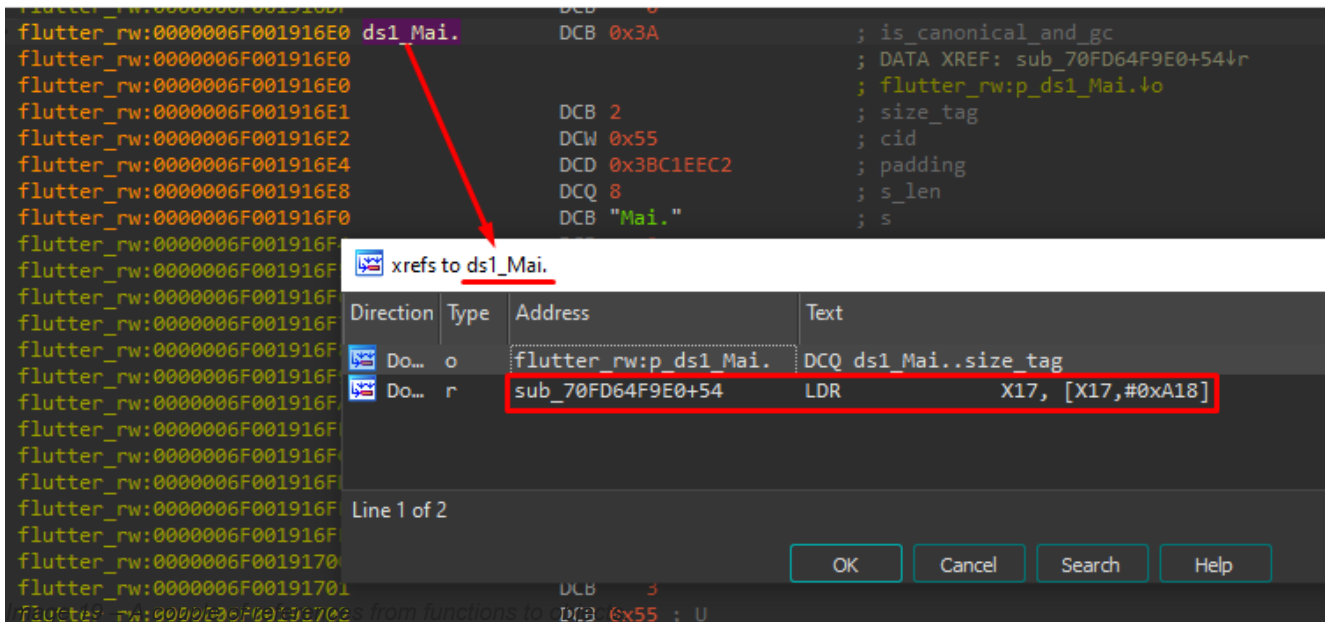 flutter_rw:0000006F001916E0 ds1_Mai. DCB 0x3A ; is_canonical_and_gc
flutter_rw:0000006F001916E0 ; DATA XREF: sub_70FD64F9E0+54↓r
flutter_rw:0000006F001916E0 ; flutter_rw:p_ds1_Mai.↓o
flutter_rw:0000006F001916E1 DCB 2 ; size_tag
flutter_rw:0000006F001916E2 DCW 0x55 ; cid
flutter_rw:0000006F001916E4 DCD 0x3BC1EEC2 ; padding
flutter_rw:0000006F001916E8 DCQ 8 ; s_len
flutter_rw:0000006F001916F0 DCB "Mai." ; s
xrefs to ds1_Mai.
Direction Type Address Text
Do... o flutter_rw:p_ds1_Mai. DCQ ds1_Mai..size_tag
Do... r sub_70FD64F9E0+54 LDR X17, [X17,#0xA18]
Line 1 of 2
OK Cancel Search Help
flutter_rw:0000006F00191701 DCB 3
DCB 0x55 ; U